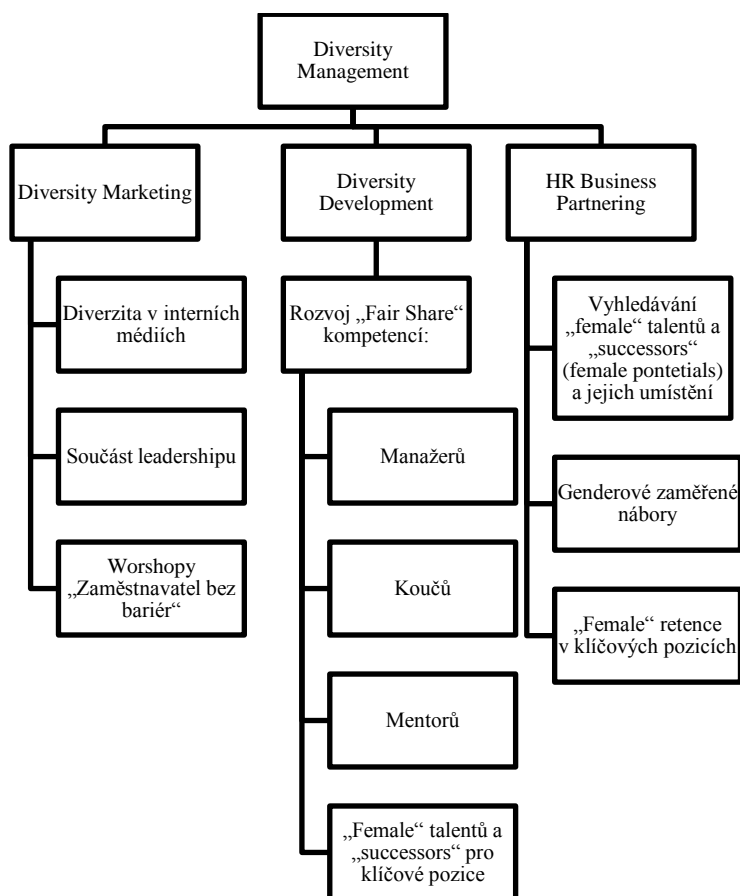 Diversity
Management
Diversity Marketing
Diverzita v interních
médiích
Součást leadershipu
Worshopy
„Zaměstnavatel bez
bariér“
Diversity
Development
Rozvoj „Fair Share“
kompetencí:
Manažerů
Koučů
Mentorů
„Female“ talentů a
„successors“ pro
klíčové pozice
HR Business
Partnering
Vyhledávání
„female“ talentů a
„successors“
(female pontetials)
a jejich umístění
Genderové zaměřené
nábory
„Female“ retence
v klíčových pozicích